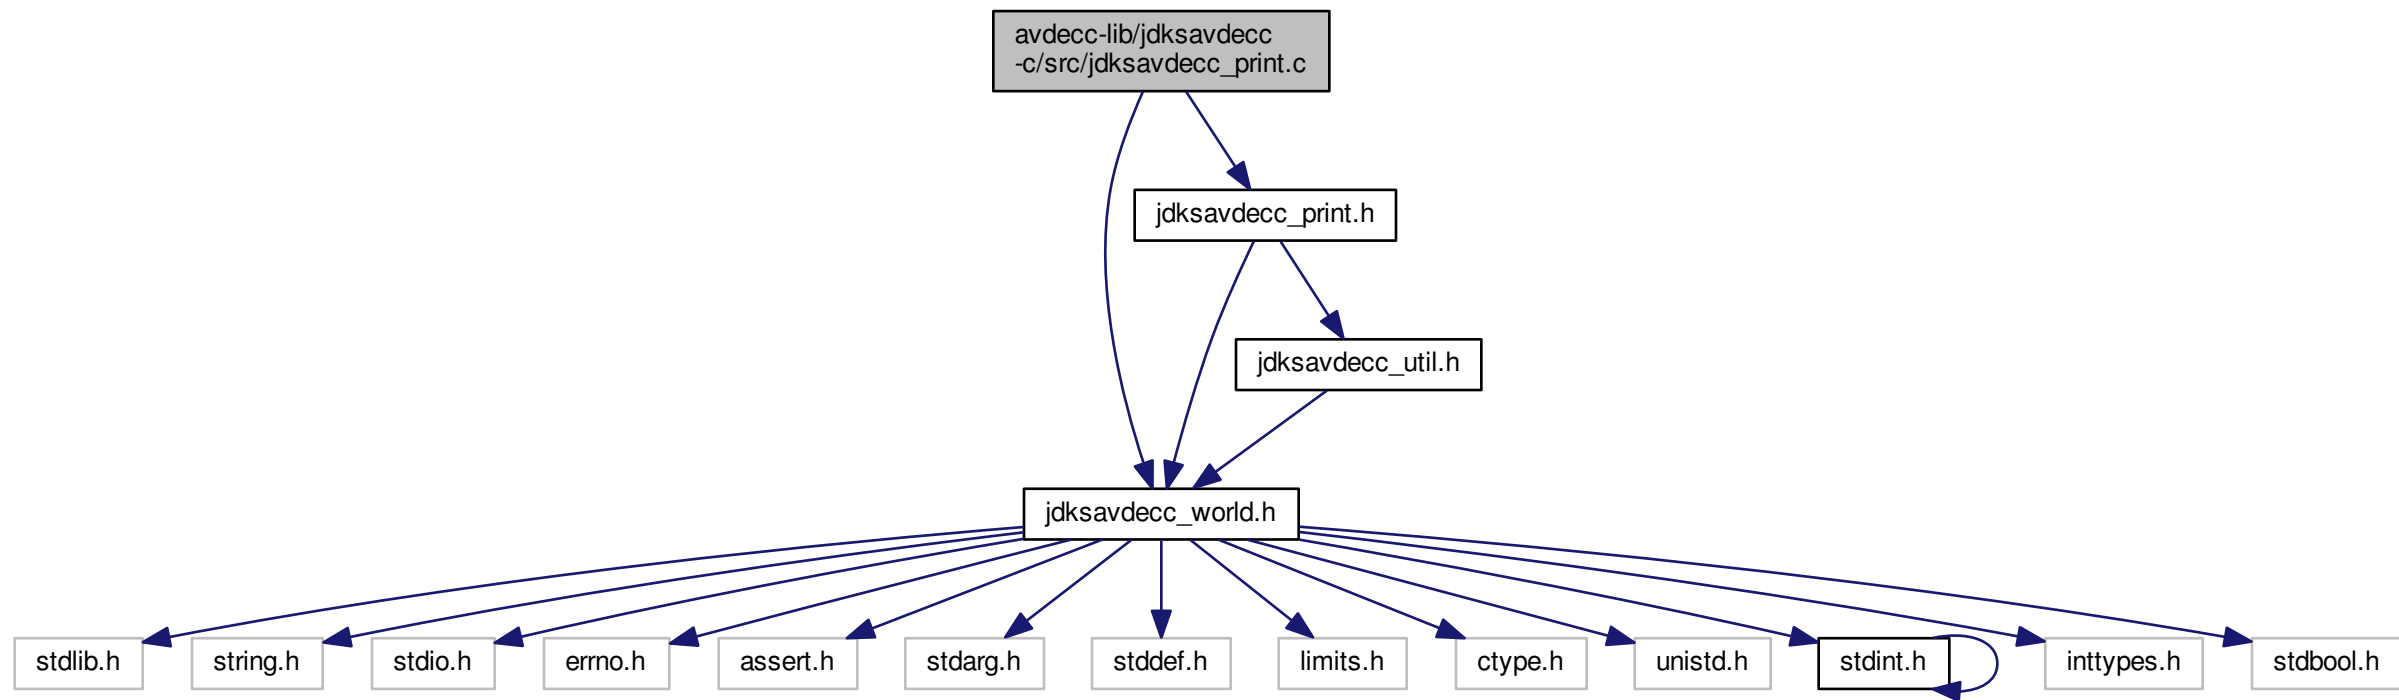 avdecc-lib/jdksavdecc
-c/src/jdksavdecc_print.c
jdksavdecc_print.h
jdksavdecc_util.h
jdksavdecc_world.h
stdlib.h
string.h
stdio.h
errno.h
assert.h
stdarg.h
stddef.h
limits.h
ctype.h
unistd.h
stdint.h
inttypes.h
stdbool.h